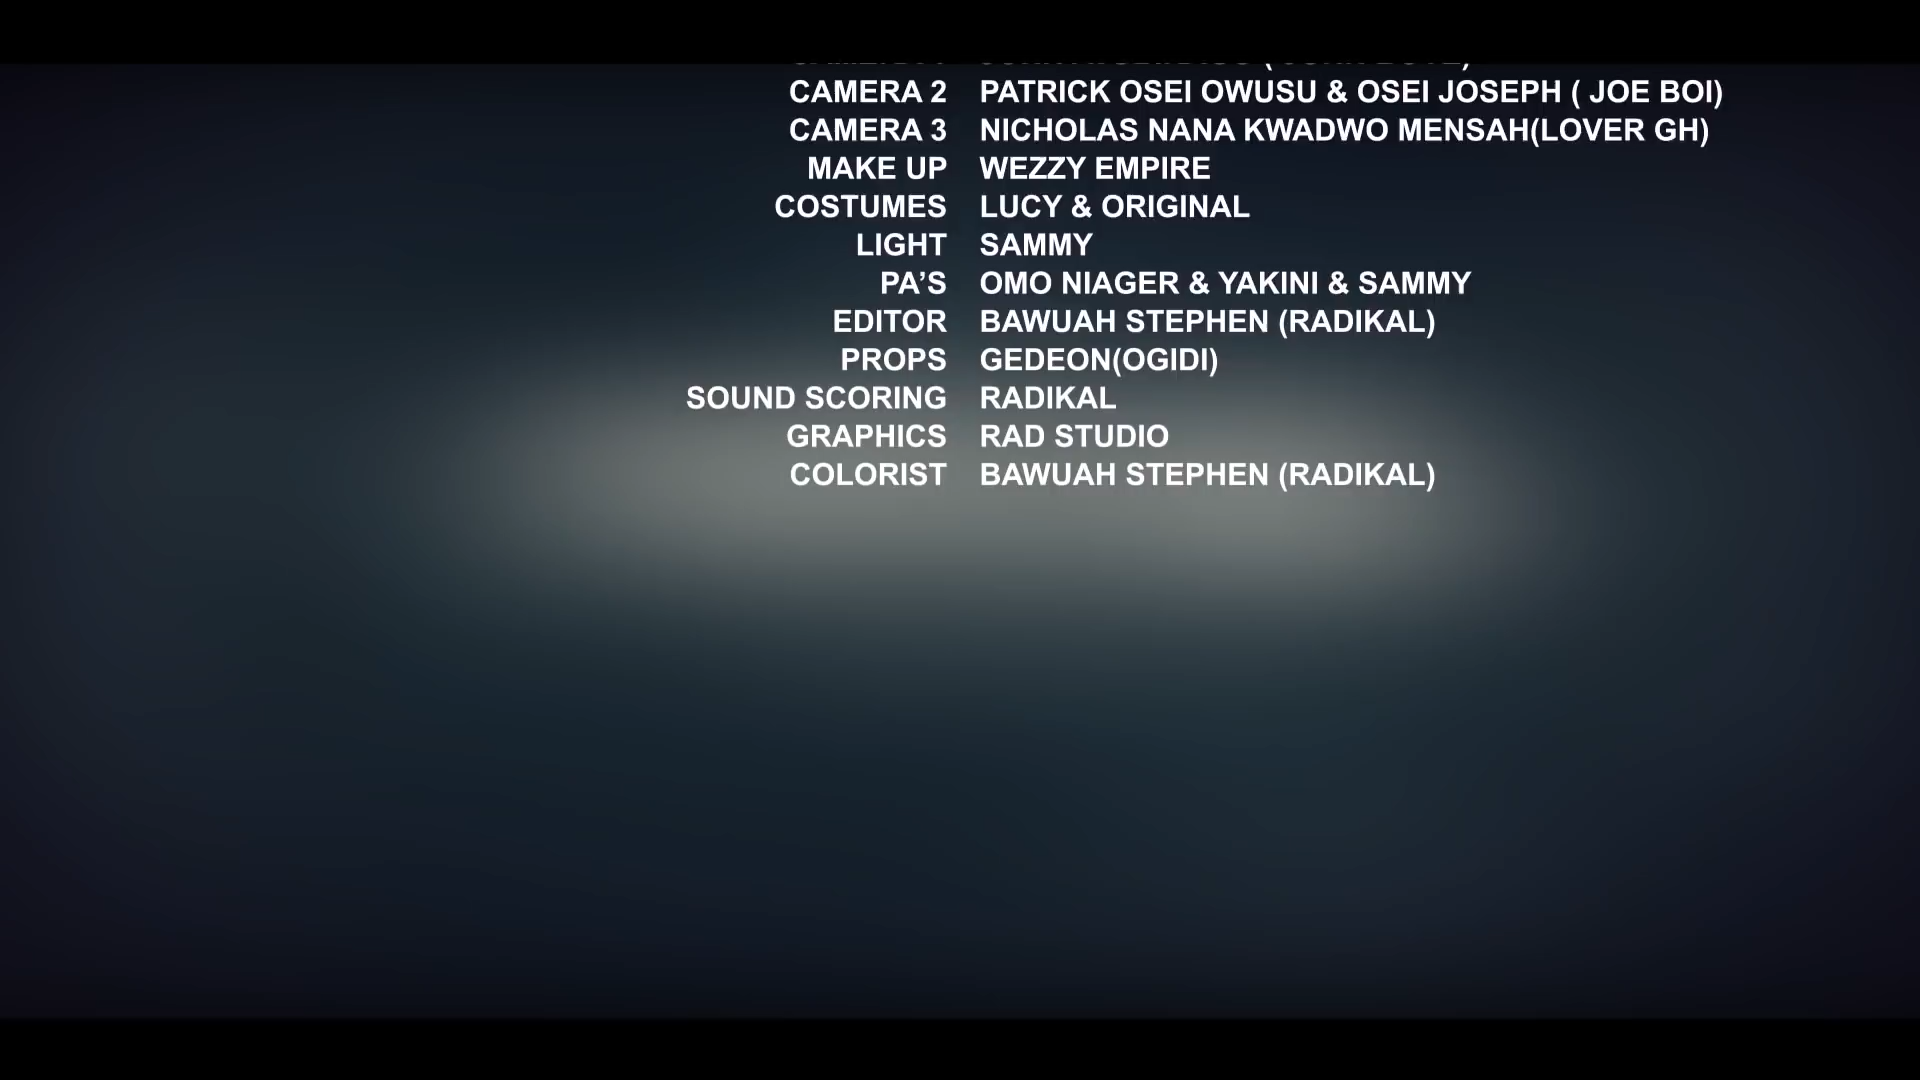 CAMERA 2 PATRICK OSEI OWUSU & OSEI JOSEPH ( JOE BOI)
CAMERA 3 NICHOLAS NANA KWADWO MENSAH(LOVER GH)
MAKE UP WEZZY EMPIRE
COSTUMES LUCY & ORIGINAL
LIGHT SAMMY
PA’S OMO NIAGER & YAKINI & SAMMY
EDITOR BAWUAH STEPHEN (RADIKAL)
PROPS GEDEON(OGIDI)
SOUND SCORING RADIKAL
GRAPHICS RAD STUDIO
COLORIST BAWUAH STEPHEN (RADIKAL)